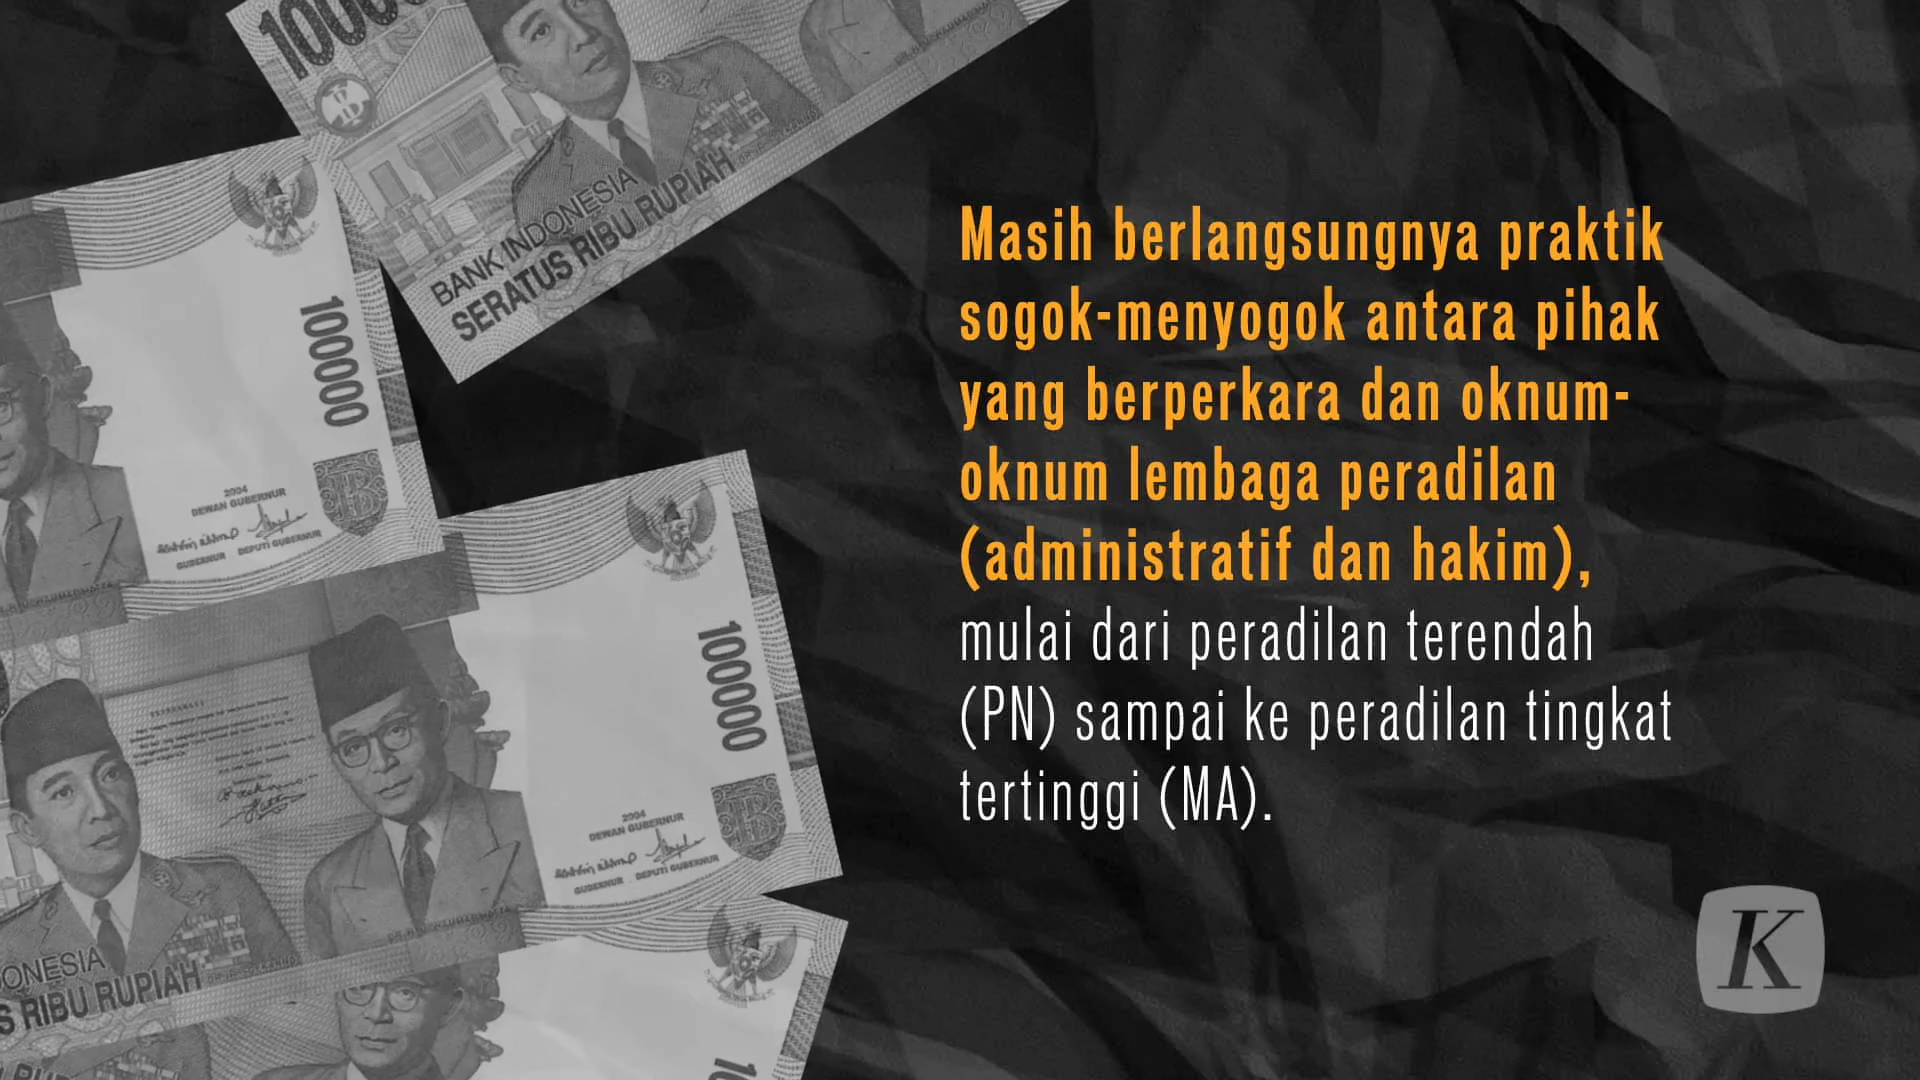 10000
BANK INDONESIA
SERATUS RIBU RUPIAH
100000
2004
DEWAN GUBERNUR
GUBERNUR DEPUTI GUBERNUR
100000
2004
DEWAN GUBERNUR
GUBERNUR DEPUTI GUBERNUR
ONESIA
S RIBU RUPIAH
Masih berlangsungnya praktik
sogok-menyogok antara pihak
yang berperkara dan oknum-
oknum lembaga peradilan
(administratif dan hakim),
mulai dari peradilan terendah
(PN) sampai ke peradilan tingkat
tertinggi (MA).
K